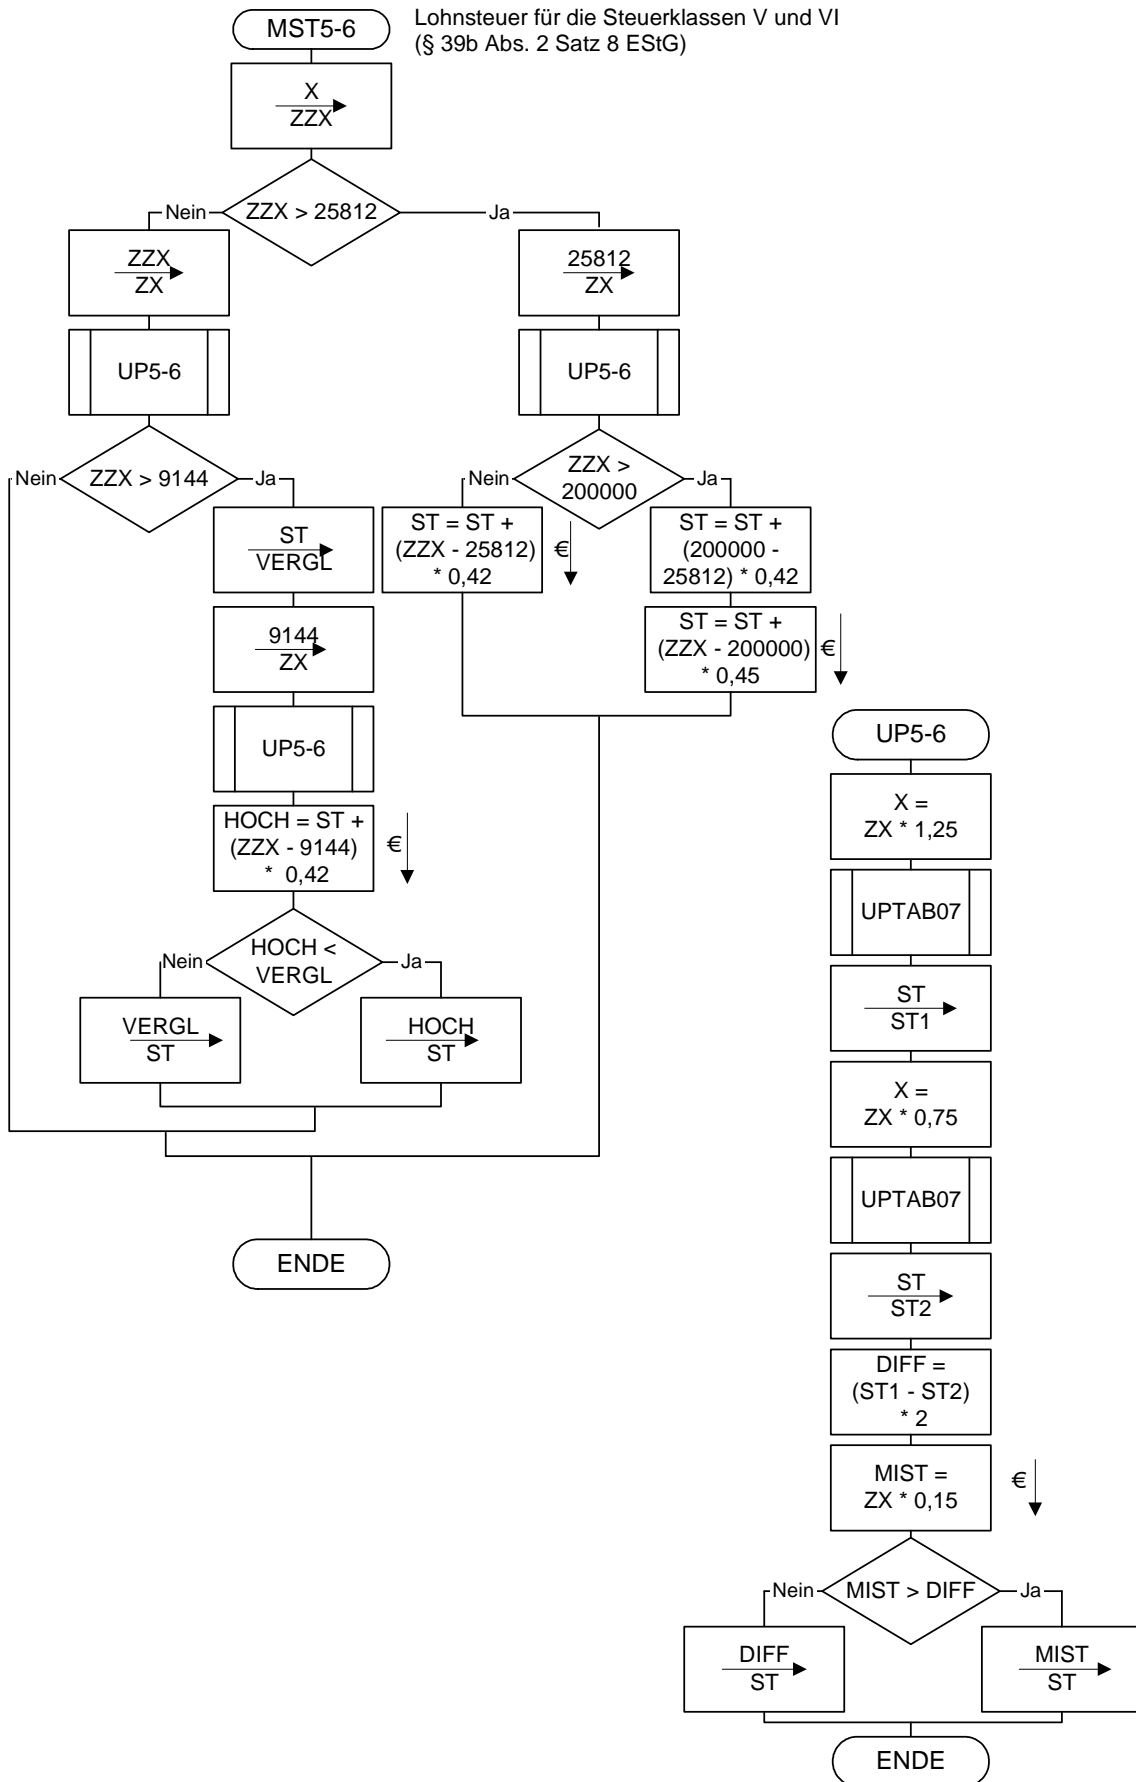 MST5-6
Lohnsteuer für die Steuerklassen V und VI
(§ 39b Abs. 2 Satz 8 EStG)
X
ZZX
ZZX > 25812
Nein
Ja
ZZX
ZX
UP5-6
ZZX > 9144
Nein
Ja
ST
VERGL
9144
ZX
UP5-6
HOCH = ST +
(ZZX - 9144)
* 0,42
€
HOCH <
VERGL
Nein
Ja
VERGL
ST
HOCH
ST
25812
ZX
UP5-6
ZZX >
200000
Nein
Ja
ST = ST +
(ZZX - 25812)
* 0,42
€
ST = ST +
(200000 -
25812) * 0,42
ST = ST +
(ZZX - 200000)
* 0,45
€
ENDE
UP5-6
X =
ZX * 1,25
UPTAB07
ST
ST1
X =
ZX * 0,75
UPTAB07
ST
ST2
DIFF =
(ST1 - ST2)
* 2
MIST =
ZX * 0,15
€
MIST > DIFF
Nein
Ja
DIFF
ST
MIST
ST
ENDE